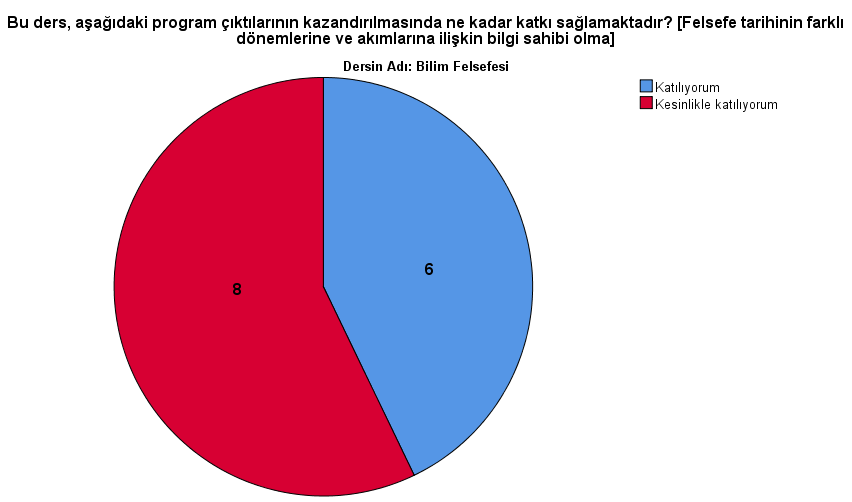 Bu ders, aşağıdaki program çıktılarının kazandırılmasında ne kadar katkı sağlamaktadır? [Felsefe tarihinin farklı
dönemlerine ve akımlarına ilişkin bilgi sahibi olma]
Dersin Adı: Bilim Felsefesi
Katılıyorum
Kesinlikle katılıyorum
6
8